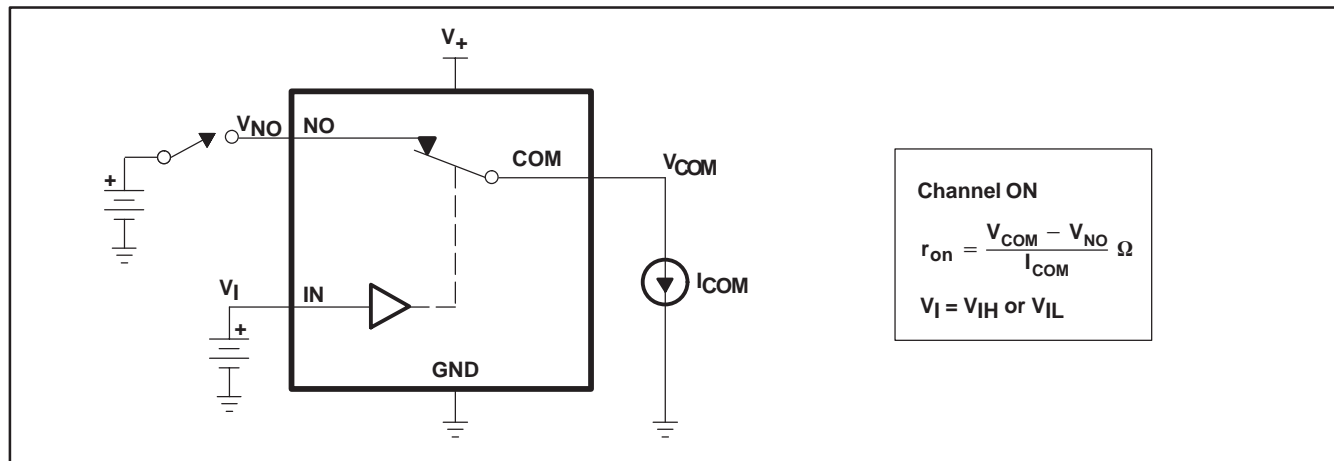 V+
VNO NO
COM VCOM
+
VI IN
+
ICOM
GND
Channel ON
ron = VCOM − VNO / ICOM Ω
VI = VIH or VIL